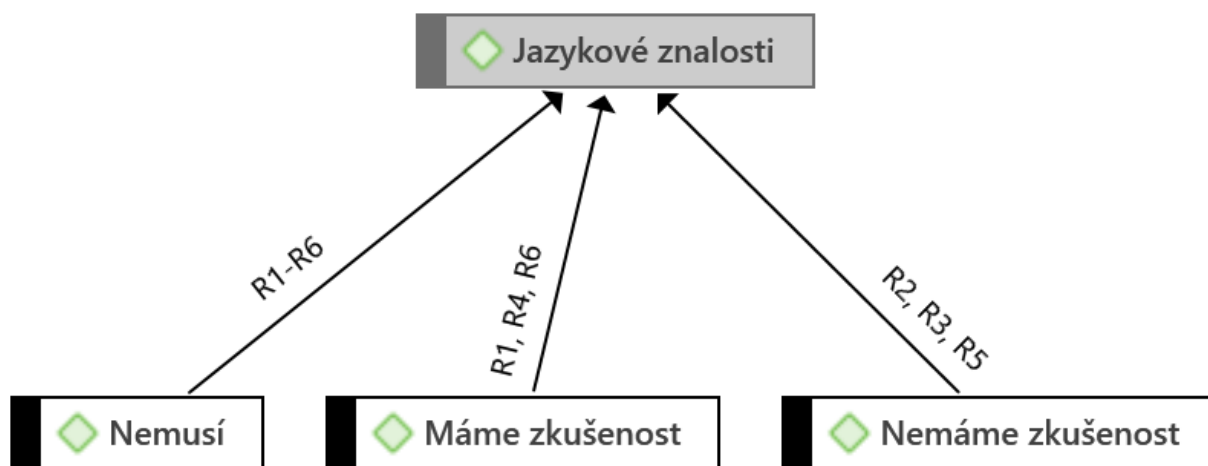 Jazykové znalosti
R1-R6
R1, R4, R6
R2, R3, R5
Nemusí
Máme zkušenost
Nemáme zkušenost